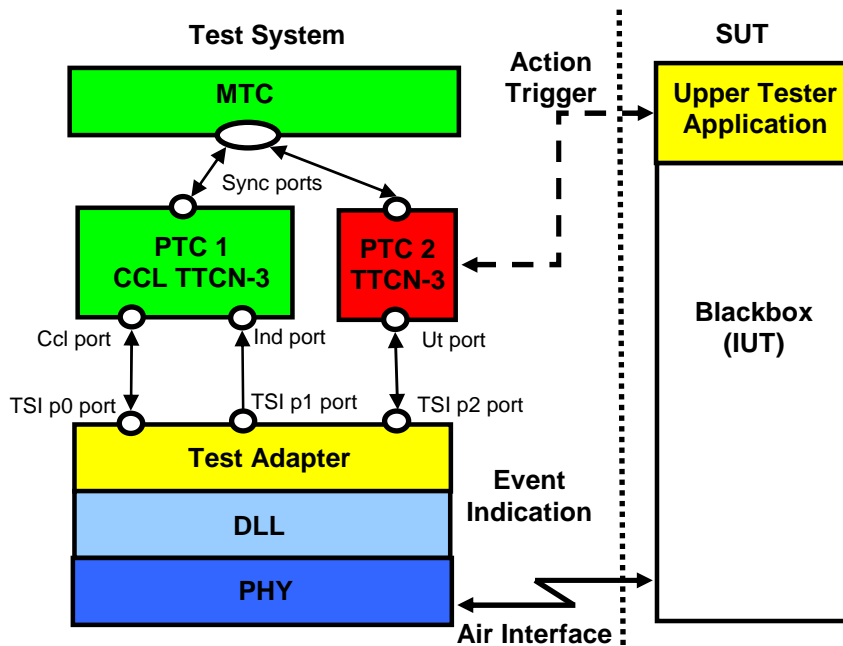 Test System
SUT
MTC
Action
Trigger
Upper Tester
Application
Sync ports
PTC 1
CCL TTCN-3
PTC 2
TTCN-3
Blackbox
(IUT)
Ccl port
Ind port
Ut port
TSI p0 port
TSI p1 port
TSI p2 port
Test Adapter
Event
Indication
DLL
PHY
Air Interface